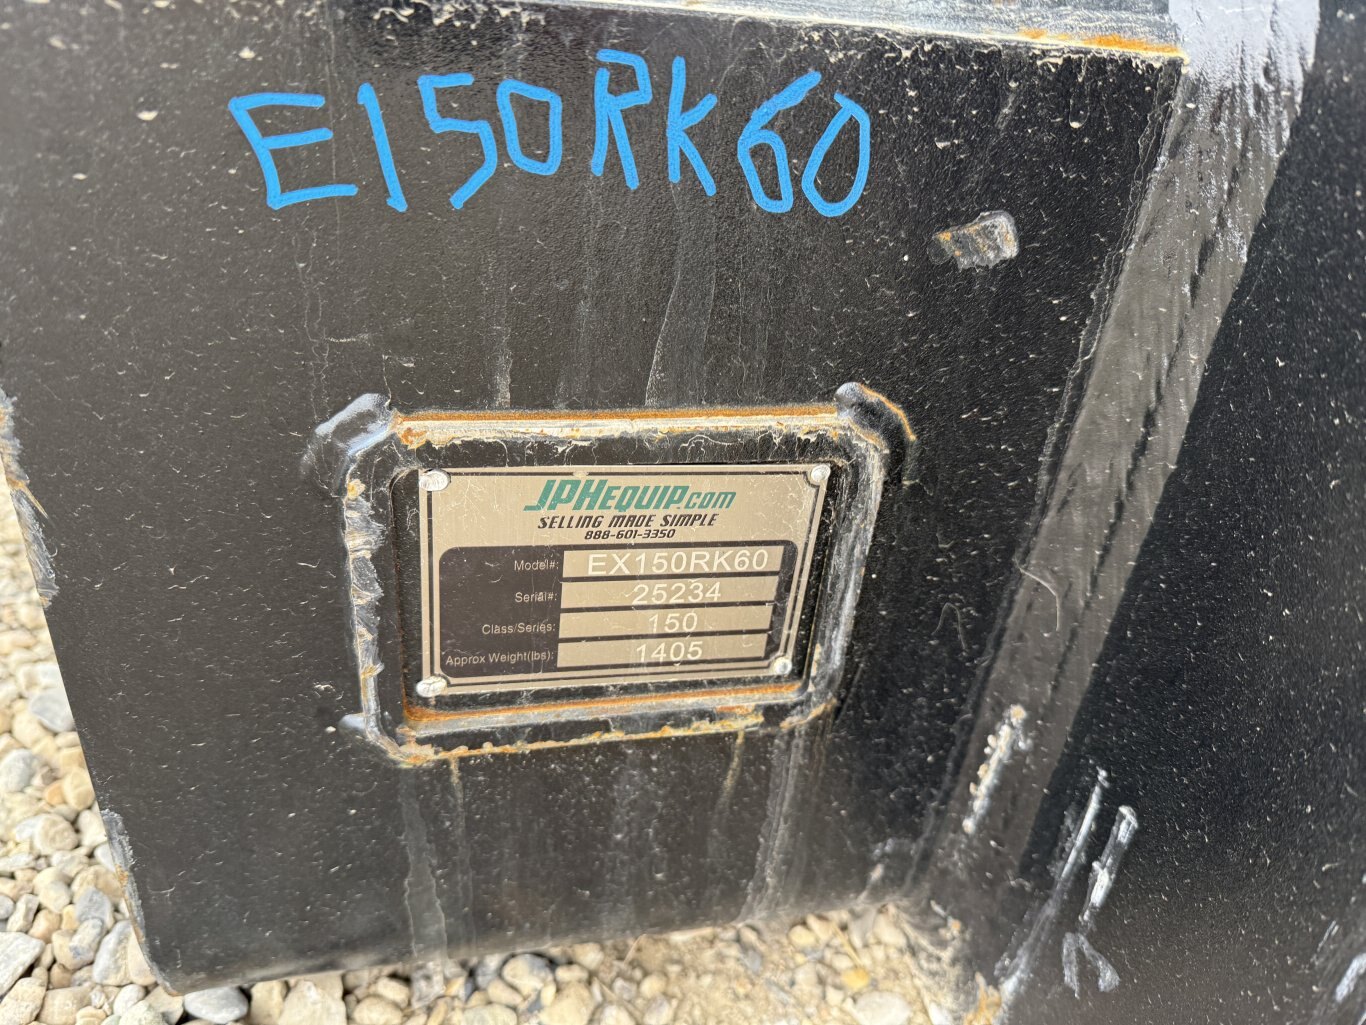 E150RK60
JPHEQUIP.COM
SELLING MADE SIMPLE
888-601-3350
Model#: EX150RK60
Serial#: 25234
Class/Series: 150
Approx Weight(lbs): 1405